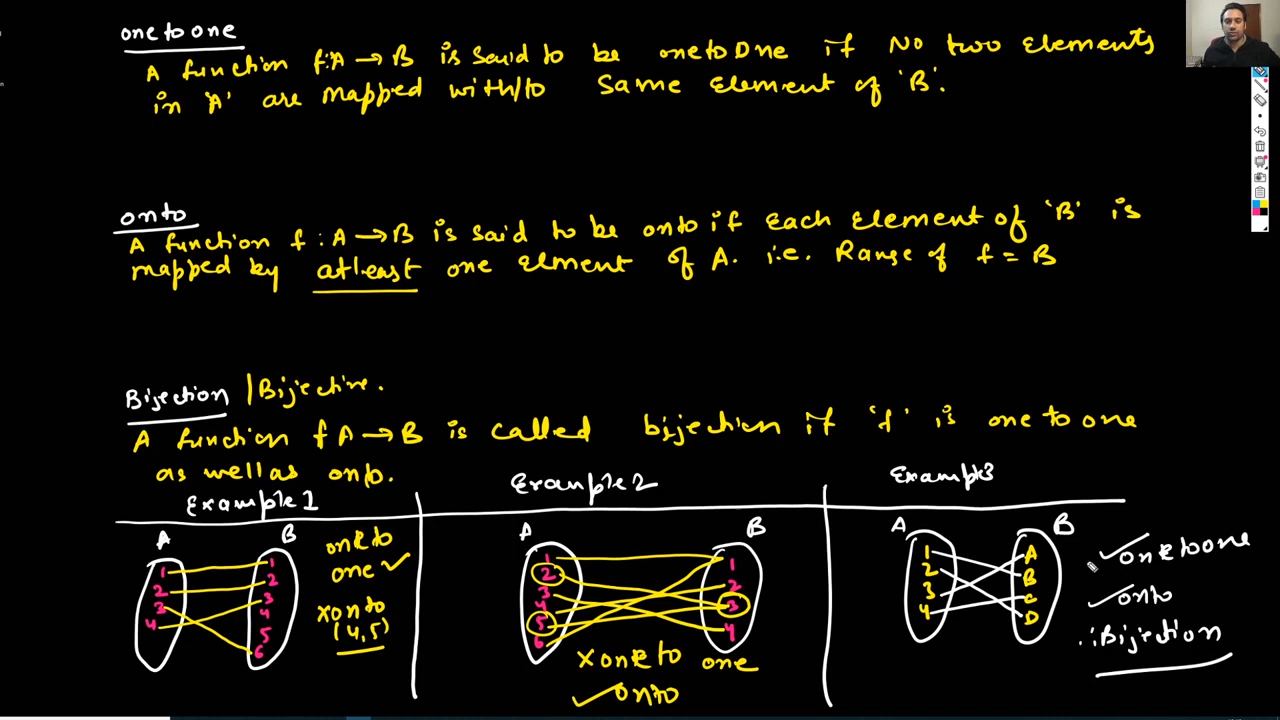 one to one
A function f:A → B is said to be one to One if No two Elements
in 'A' are mapped with/to Same Element of 'B'.
onto
A function f : A → B is said to be onto if Each Element of 'B' is
mapped by atleast one Element of A. i.e. Range of f = B
Bijection / Bijective.
A function f A → B is called bijection if 'f' is one to one
as well as onto.
Example 1
A B
1 1
2 2
3 3
4 4
5
6
one to
one ✓
x onto
(4,5)
Example 2
A B
1 1
2 2
3 3
4 4
5
6
x one to one
✓ onto
Example 3
A B
1 A
2 B
3 C
4 D
✓ one to one
✓ onto
∴ Bijection